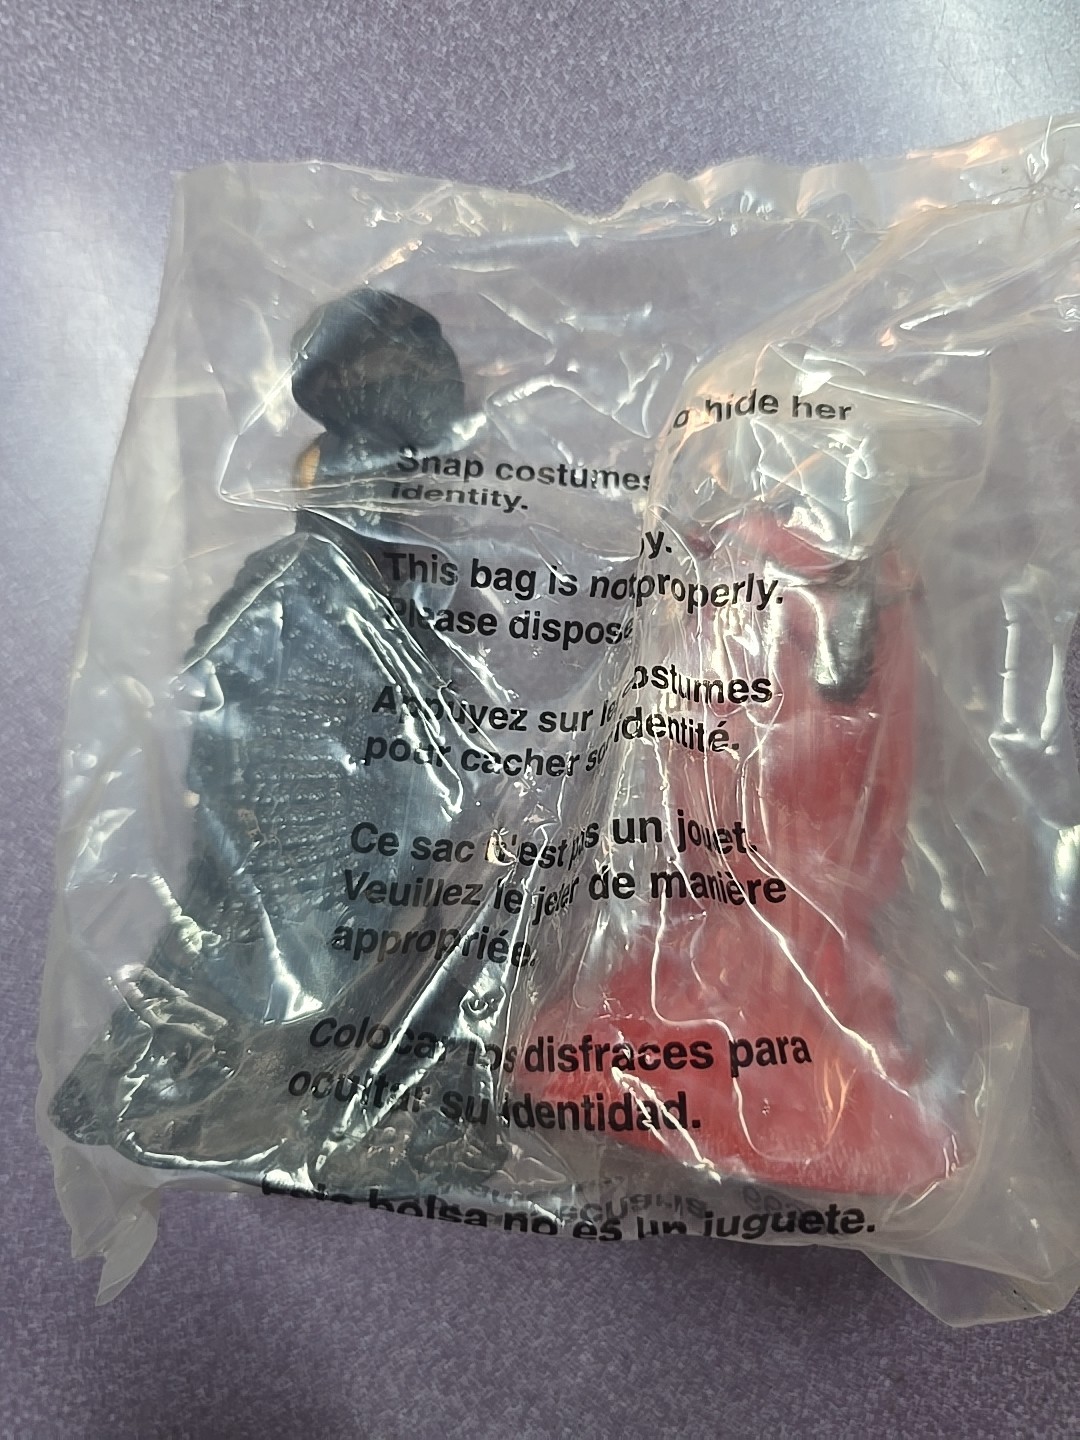 o hide her
Snap costumes
identity.
y.
This bag is not properly.
Please dispose
ostumes
Appuyez sur le identité.
pour cacher so
Ce sac n'est pas un jouet.
Veuillez le jeter de manière
appropriée.
Colocar los disfraces para
ocultar su identidad.
bolsa no es un juguete.